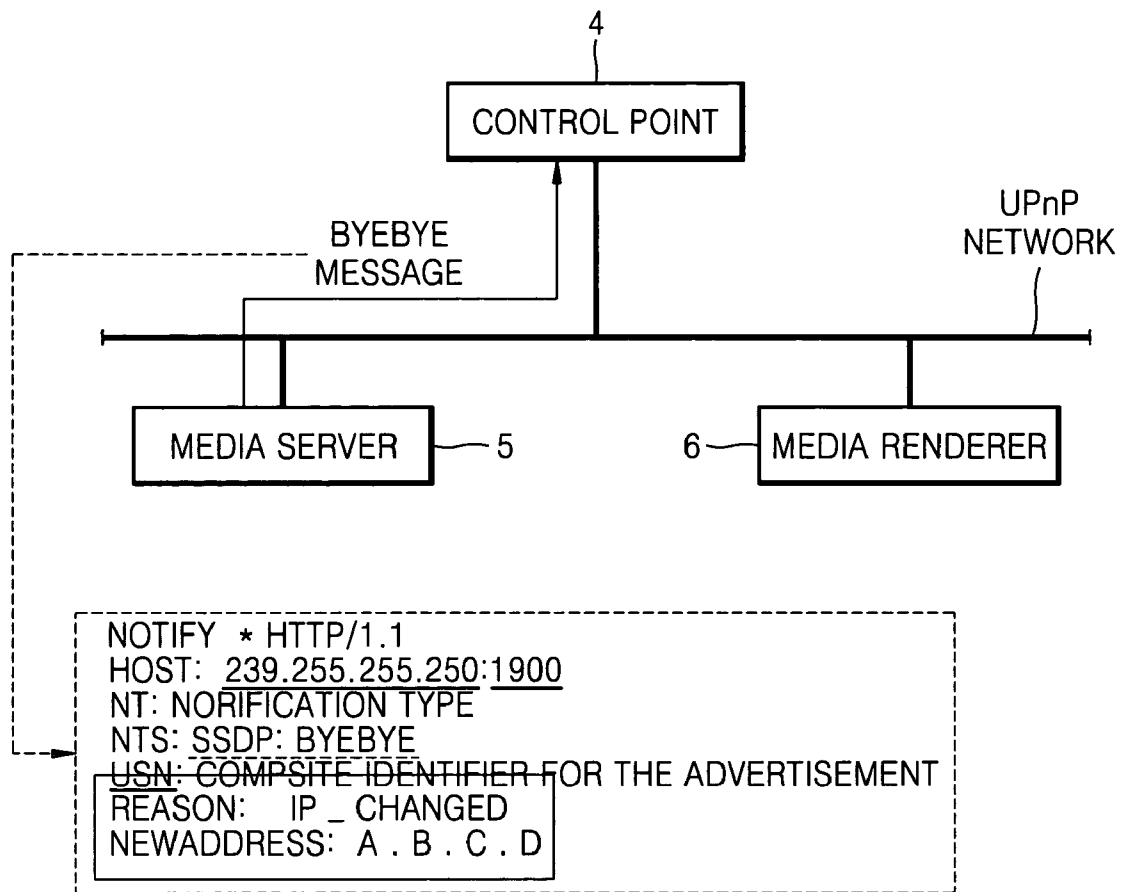 4
CONTROL POINT
UPnP
NETWORK
BYEBYE
MESSAGE
MEDIA SERVER
5
6
MEDIA RENDERER
NOTIFY * HTTP/1.1
HOST: 239.255.255.250:1900
NT: NORIFICATION TYPE
NTS: SSDP: BYEBYE
USN: COMPSITE IDENTIFIER FOR THE ADVERTISEMENT
REASON: IP _ CHANGED
NEWADDRESS: A . B . C . D